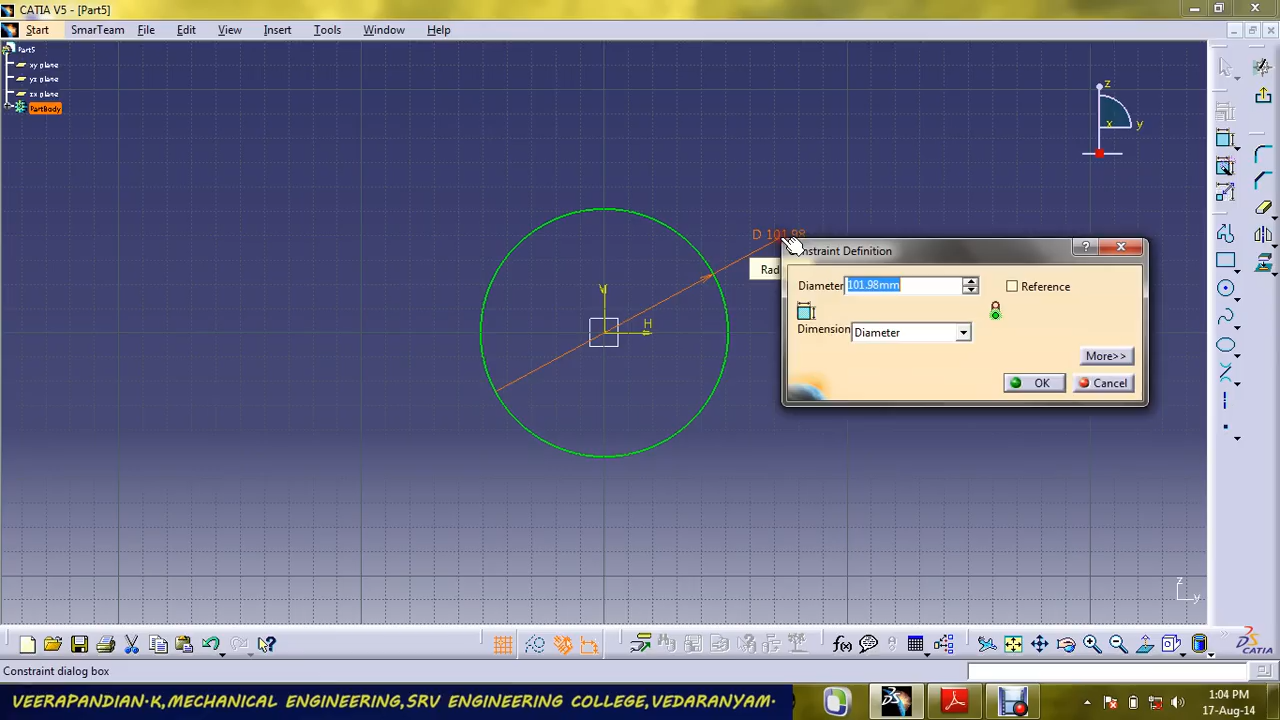 CATIA V5 - [Part5]
Start SmarTeam File Edit View Insert Tools Window Help
Part5
xy plane
yz plane
zx plane
PartBody
z
x y
D 101.98
Constraint Definition
Rad
Diameter 101.98mm Reference
Dimension Diameter
More>>
OK Cancel
V
H
z
y
f(x)
CATIA
Constraint dialog box
VEERAPANDIAN.K,MECHANICAL ENGINEERING,SRV ENGINEERING COLLEGE,VEDARANYAM.
1:04 PM
17-Aug-14